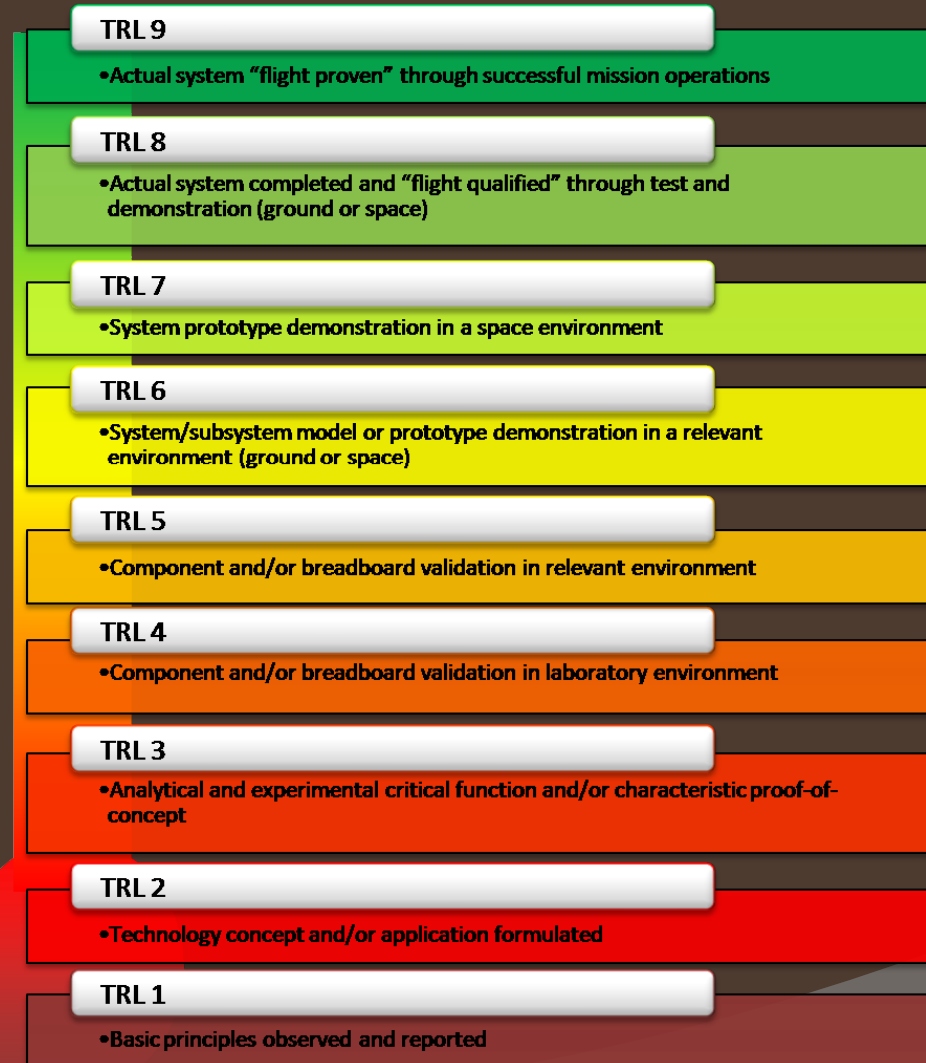 TRL 9
•Actual system “flight proven” through successful mission operations
TRL 8
•Actual system completed and “flight qualified” through test and
demonstration (ground or space)
TRL 7
•System prototype demonstration in a space environment
TRL 6
•System/subsystem model or prototype demonstration in a relevant
environment (ground or space)
TRL 5
•Component and/or breadboard validation in relevant environment
TRL 4
•Component and/or breadboard validation in laboratory environment
TRL 3
•Analytical and experimental critical function and/or characteristic proof-of-
concept
TRL 2
•Technology concept and/or application formulated
TRL 1
•Basic principles observed and reported